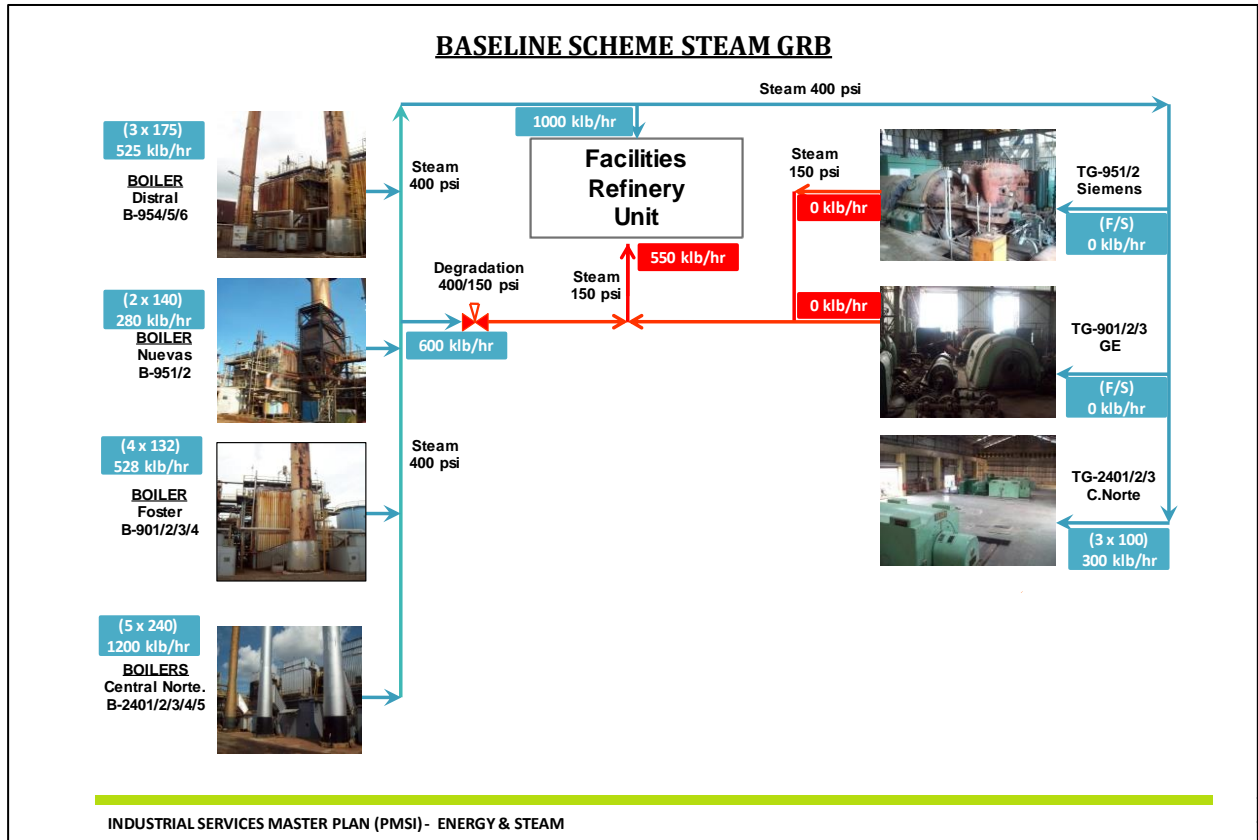 BASELINE SCHEME STEAM GRB
Steam 400 psi
(3 x 175)
525 klb/hr
BOILER
Distral
B-954/5/6
Steam
400 psi
1000 klb/hr
Facilities
Refinery
Unit
Steam
150 psi
0 klb/hr
TG-951/2
Siemens
(F/S)
0 klb/hr
550 klb/hr
Degradation
400/150 psi
Steam
150 psi
(2 x 140)
280 klb/hr
BOILER
Nuevas
B-951/2
600 klb/hr
0 klb/hr
TG-901/2/3
GE
(F/S)
0 klb/hr
(4 x 132)
528 klb/hr
BOILER
Foster
B-901/2/3/4
Steam
400 psi
TG-2401/2/3
C.Norte
(3 x 100)
300 klb/hr
(5 x 240)
1200 klb/hr
BOILERS
Central Norte.
B-2401/2/3/4/5
INDUSTRIAL SERVICES MASTER PLAN (PMSI) - ENERGY & STEAM